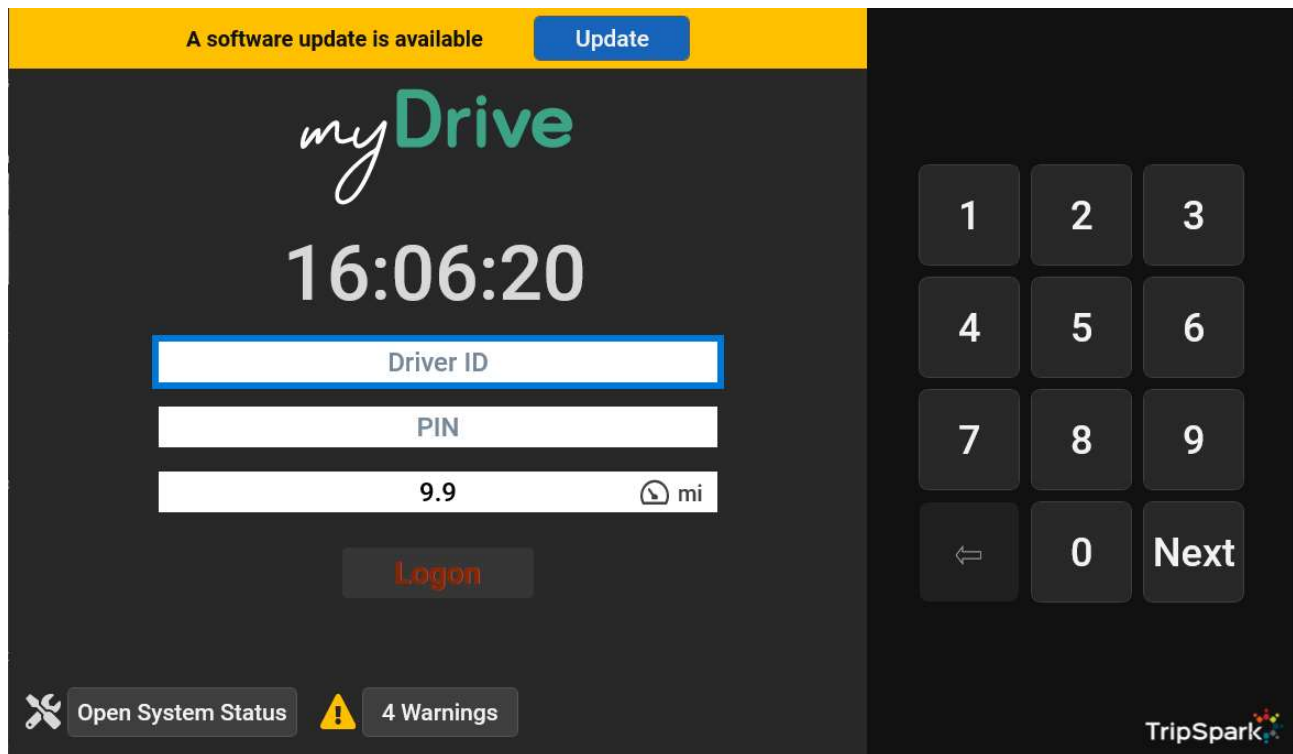 A software update is available Update
myDrive
16:06:20
Driver ID
PIN
9.9 mi
Logon
Open System Status 4 Warnings
1 2 3
4 5 6
7 8 9
⇦ 0 Next
TripSpark